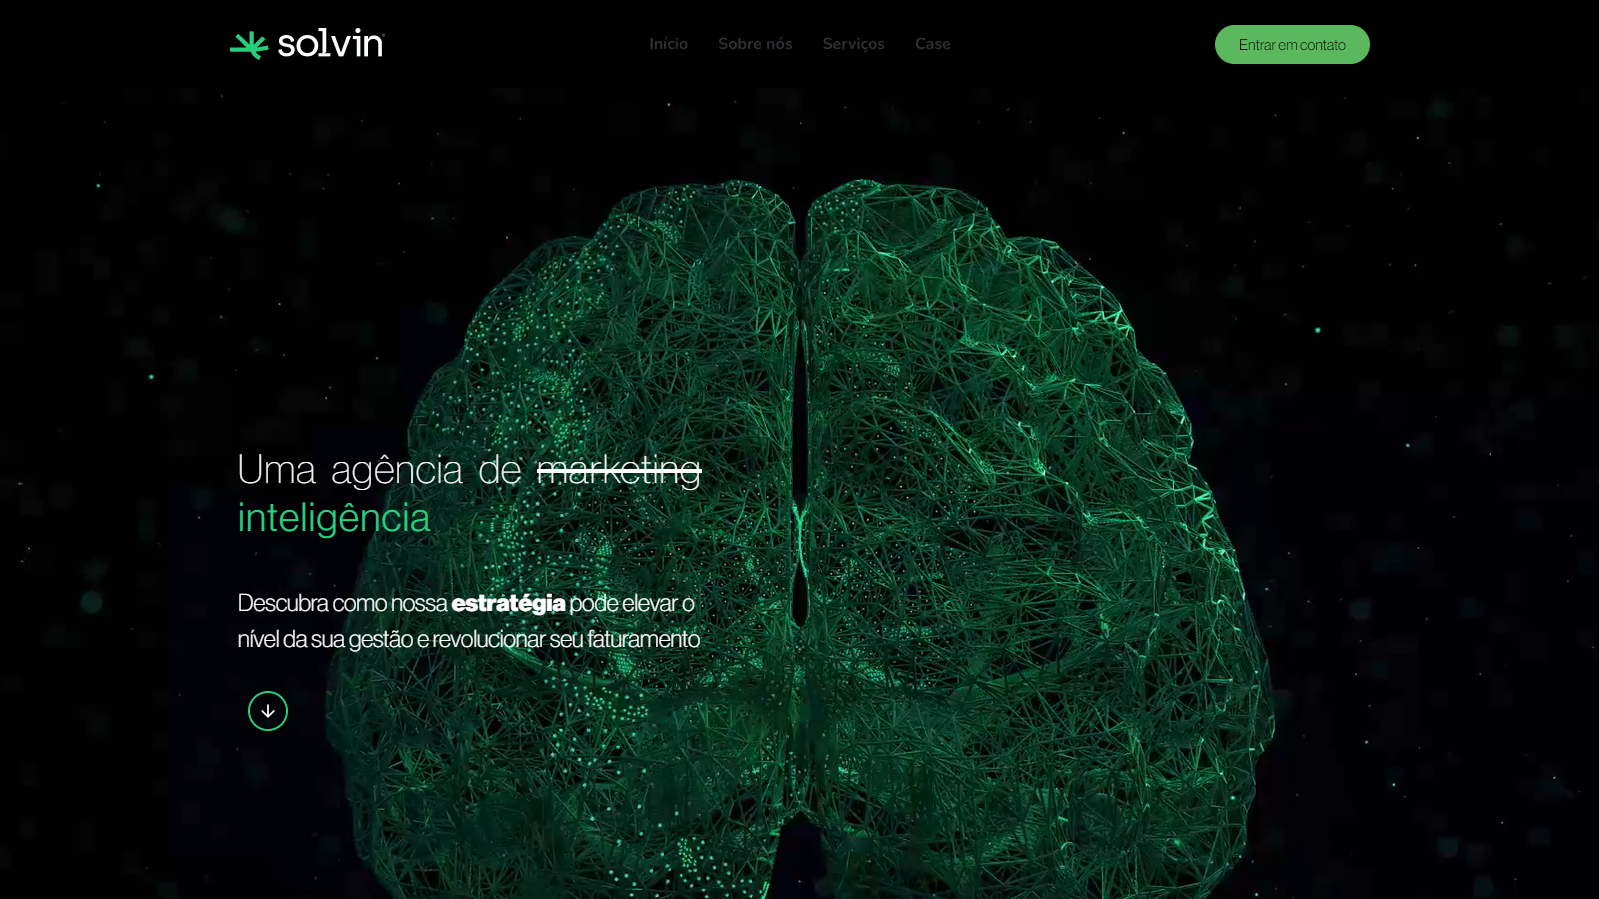 solvin
Início Sobre nós Serviços Case
Entrar em contato
Uma agência de marketing
inteligência
Descubra como nossa estratégia pode elevar o
nível da sua gestão e revolucionar seu faturamento